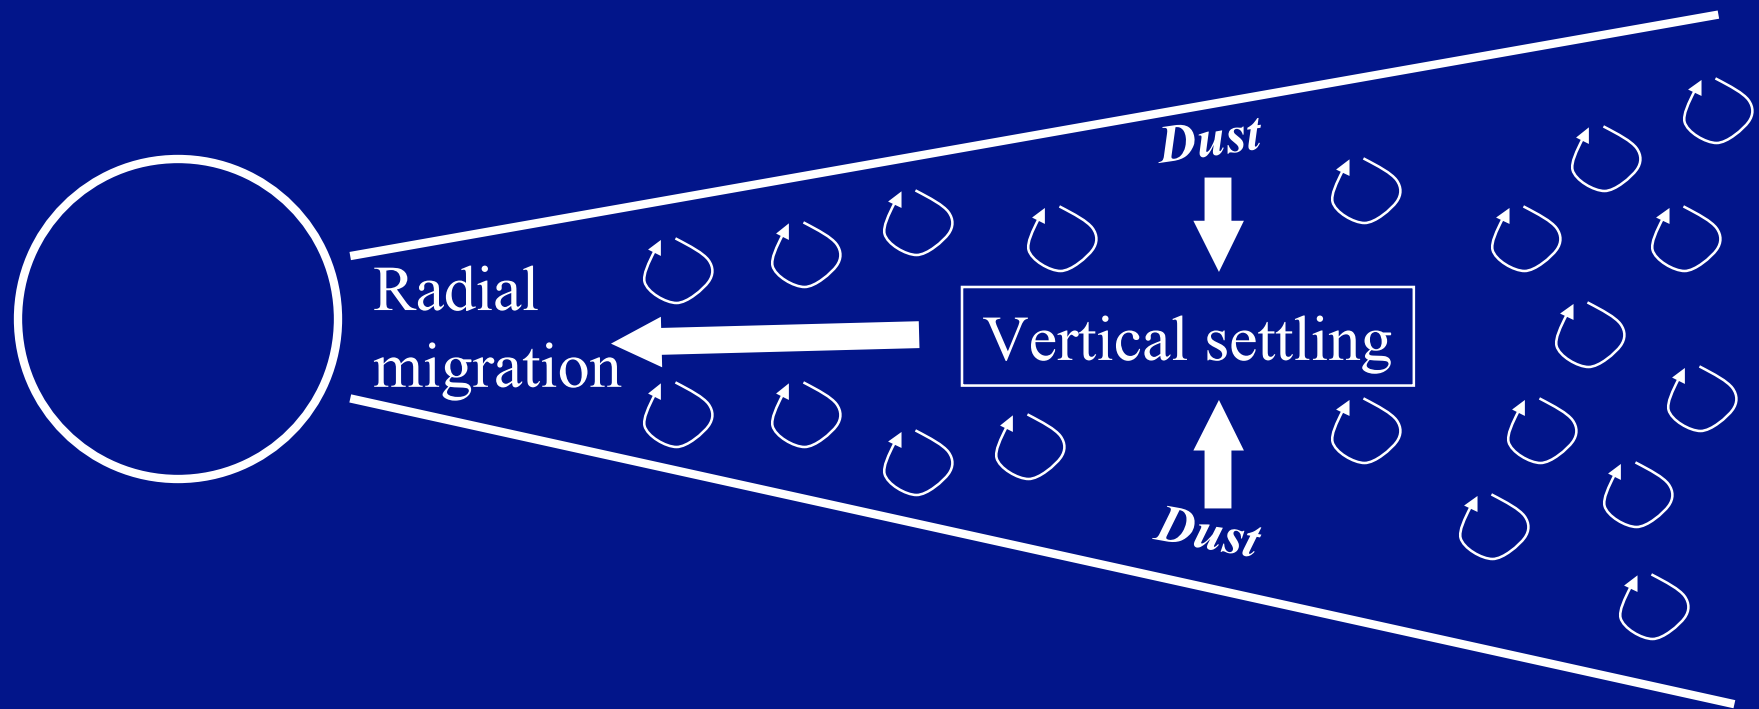 Dust
Radial
migration
Vertical settling
Dust